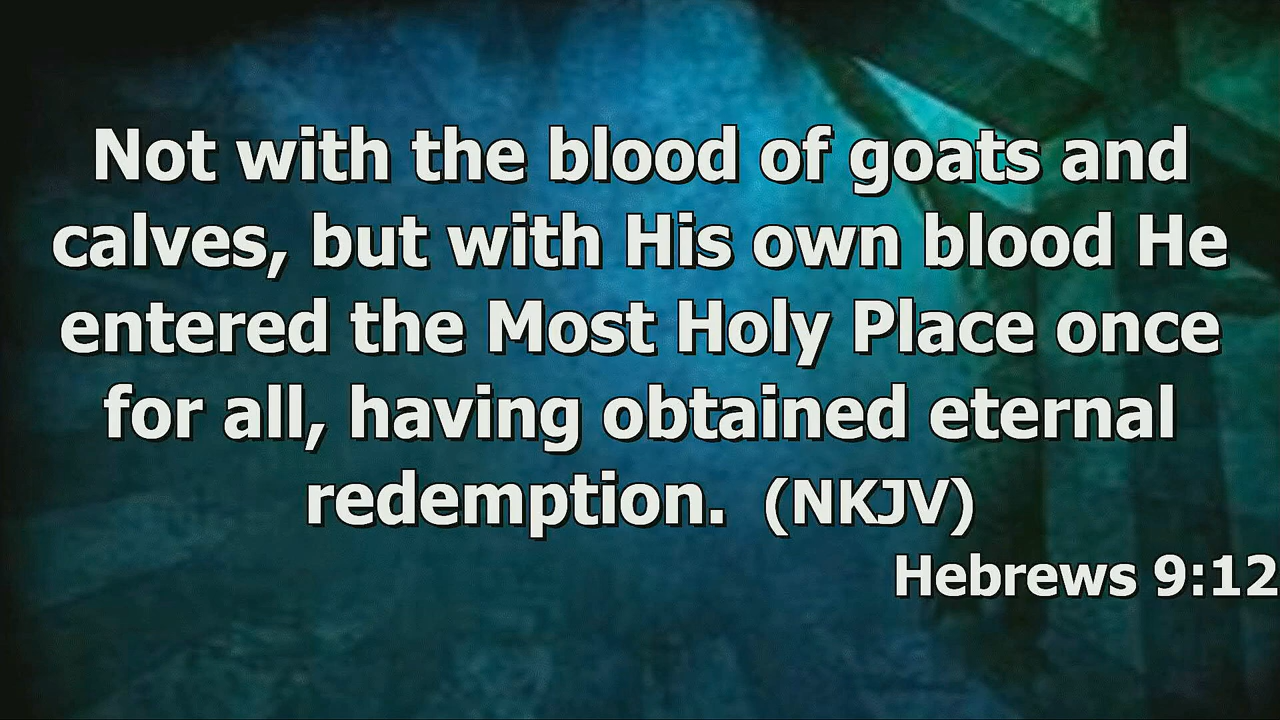 Not with the blood of goats and
calves, but with His own blood He
entered the Most Holy Place once
for all, having obtained eternal
redemption. (NKJV)
Hebrews 9:12